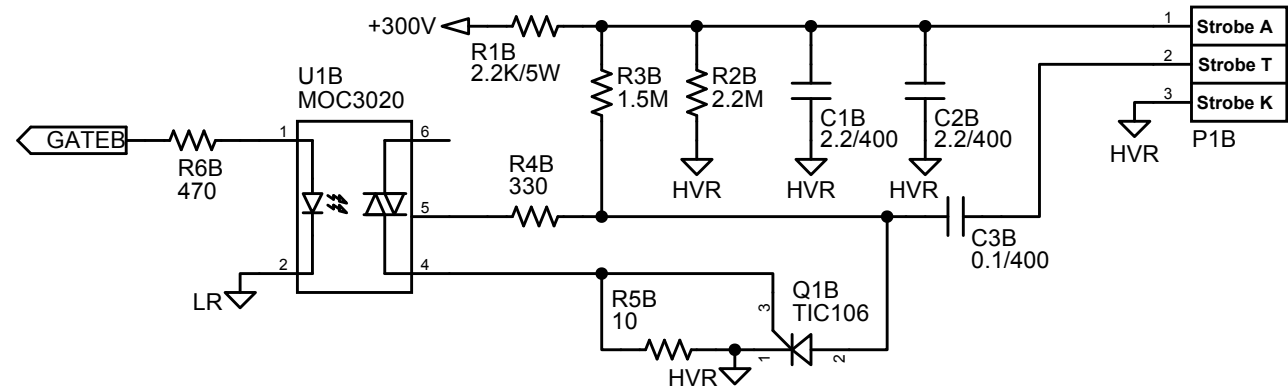 +300V
R1B
2.2K/5W
1
Strobe A
U1B
MOC3020
R3B
1.5M
R2B
2.2M
2
Strobe T
C1B
2.2/400
C2B
2.2/400
3
Strobe K
HVR
P1B
GATEB
R6B
470
1
6
R4B
330
HVR
HVR
HVR
5
C3B
0.1/400
2
4
LR
R5B
10
Q1B
TIC106
3
1
2
HVR